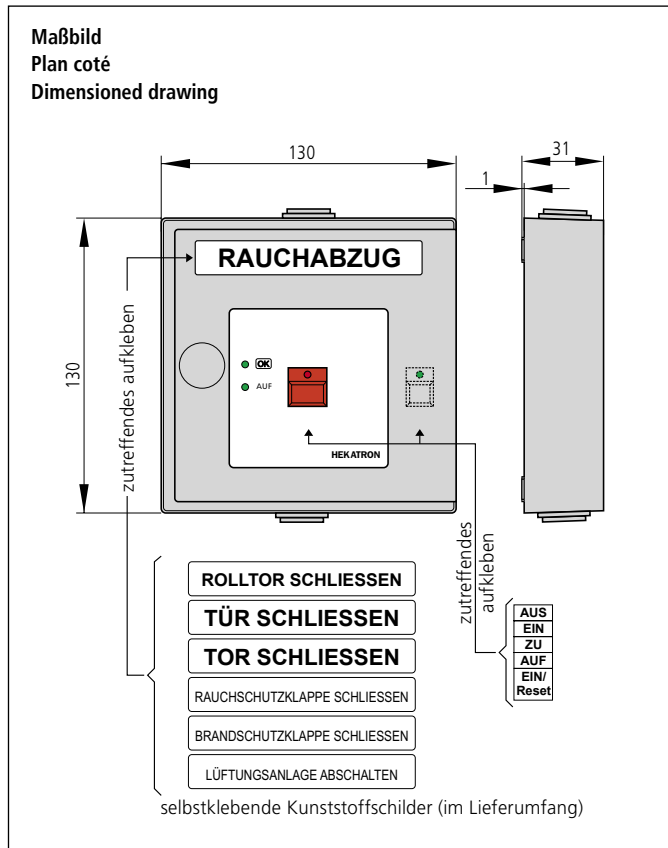 Maßbild
Plan coté
Dimensioned drawing
130
31
1
RAUCHABZUG
130
zutreffendes aufkleben
OK
AUF
HEKATRON
zutreffendes
aufkleben
ROLLTOR SCHLIESSEN
TÜR SCHLIESSEN
TOR SCHLIESSEN
RAUCHSCHUTZKLAPPE SCHLIESSEN
BRANDSCHUTZKLAPPE SCHLIESSEN
LÜFTUNGSANLAGE ABSCHALTEN
AUS
EIN
ZU
AUF
EIN/
Reset
selbstklebende Kunststoffschilder (im Lieferumfang)